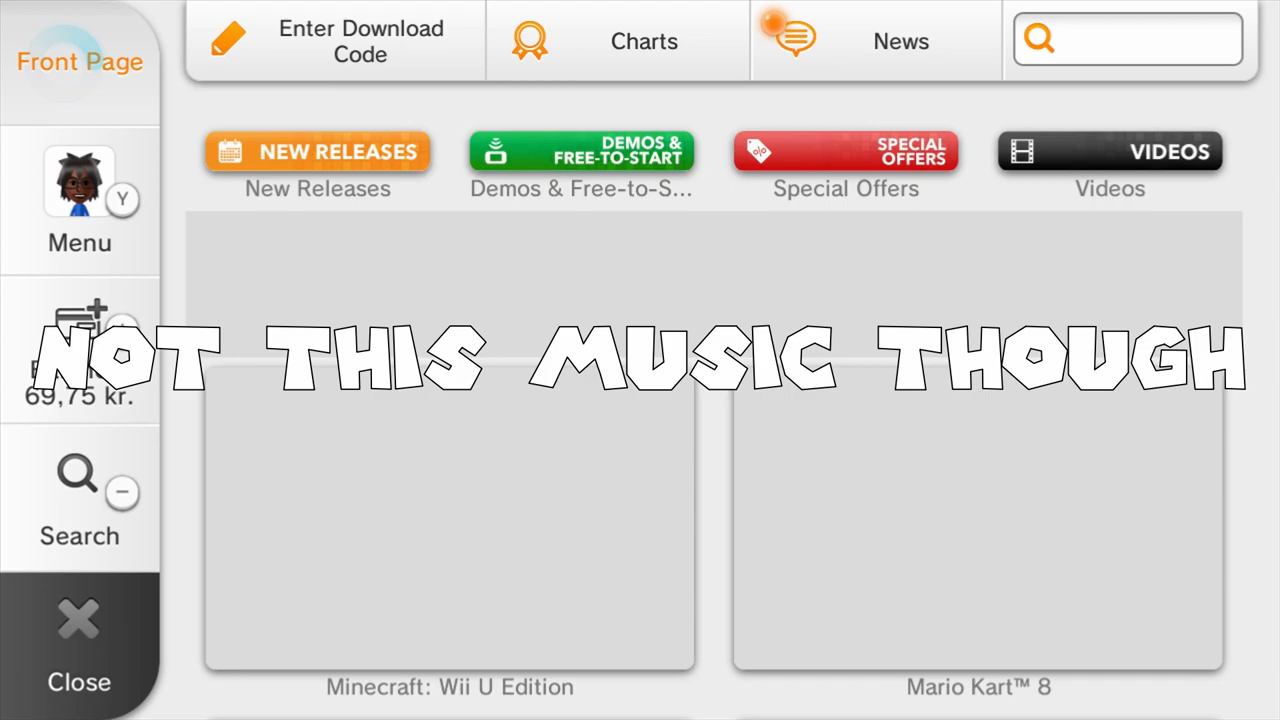 Front Page
Enter Download
Code
Charts
News
NEW RELEASES
DEMOS &
FREE-TO-START
SPECIAL
OFFERS
VIDEOS
New Releases
Demos & Free-to-S...
Special Offers
Videos
Y
Menu
NOT THIS MUSIC THOUGH
69,75 kr.
Search
Close
Minecraft: Wii U Edition
Mario Kart™ 8